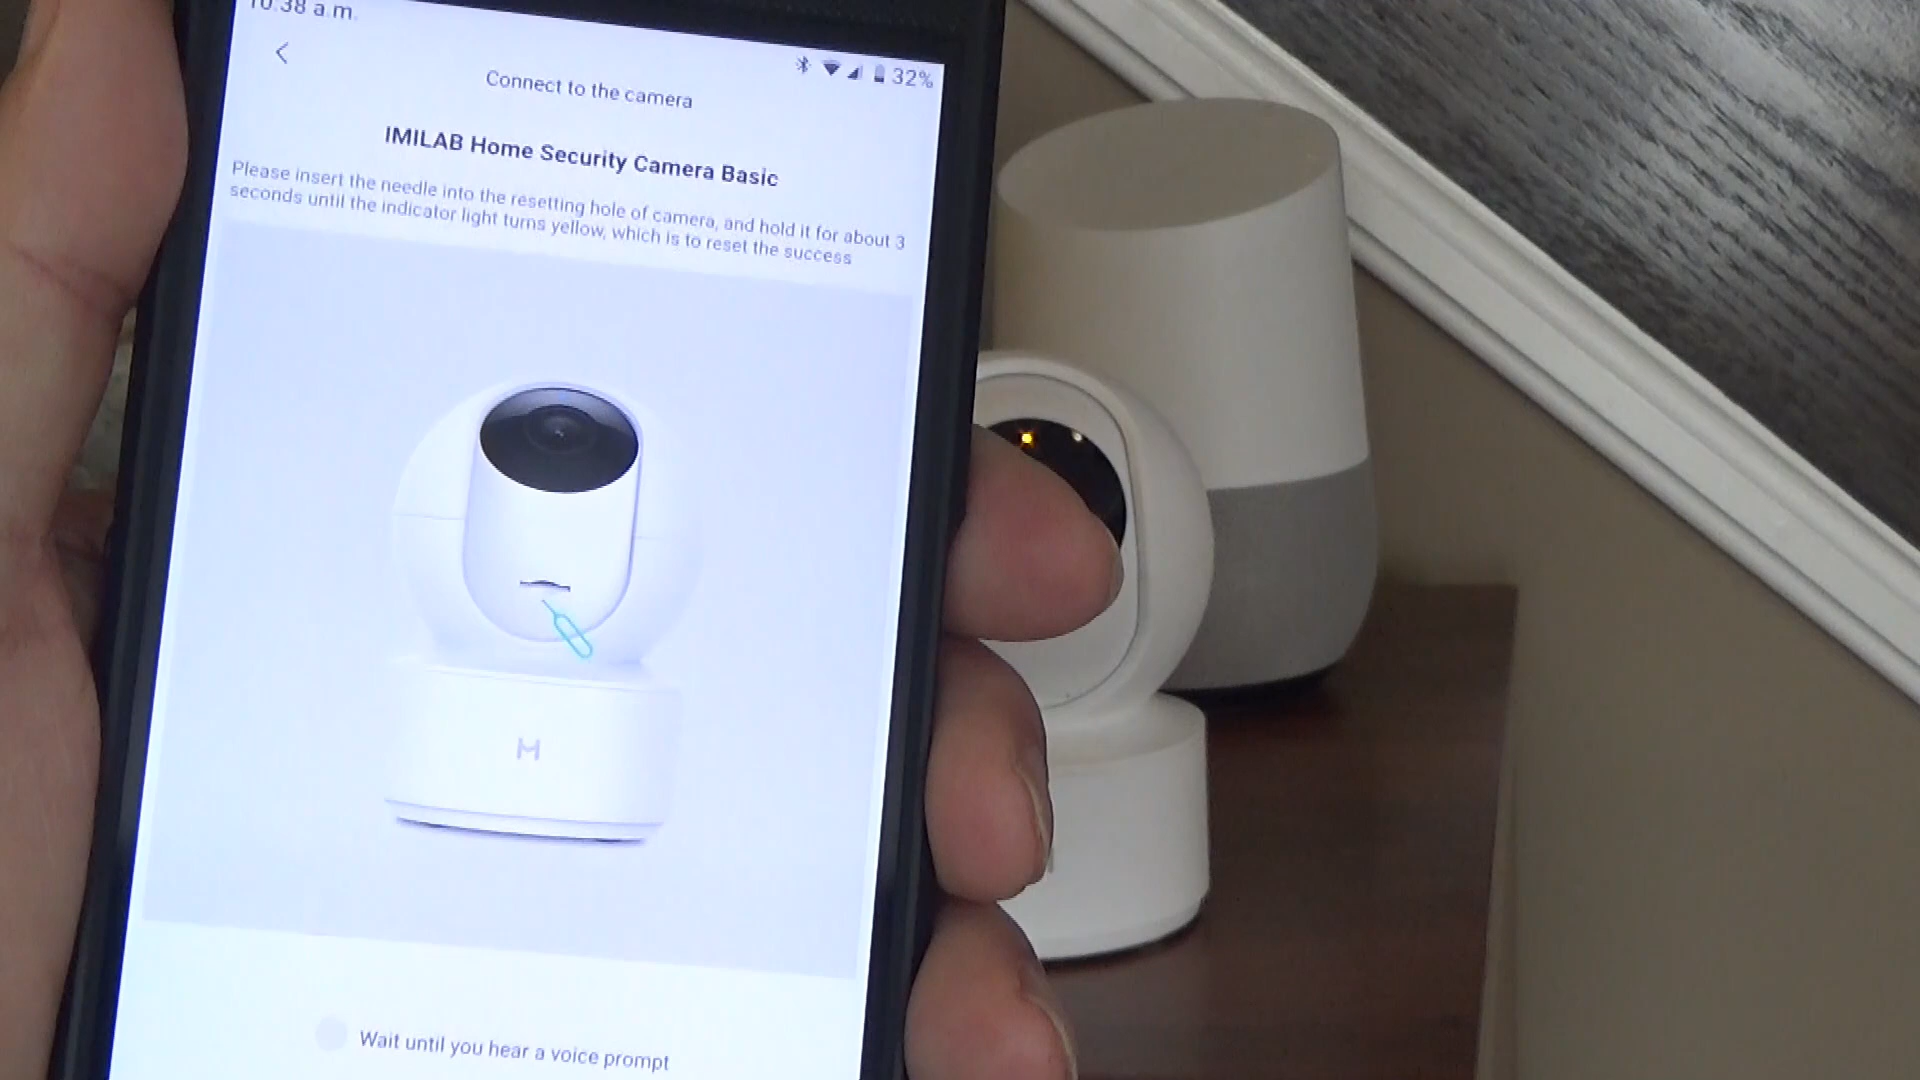 10:38 a.m.
32%
Connect to the camera
IMILAB Home Security Camera Basic
Please insert the needle into the resetting hole of camera, and hold it for about 3
seconds until the indicator light turns yellow, which is to reset the success
Wait until you hear a voice prompt